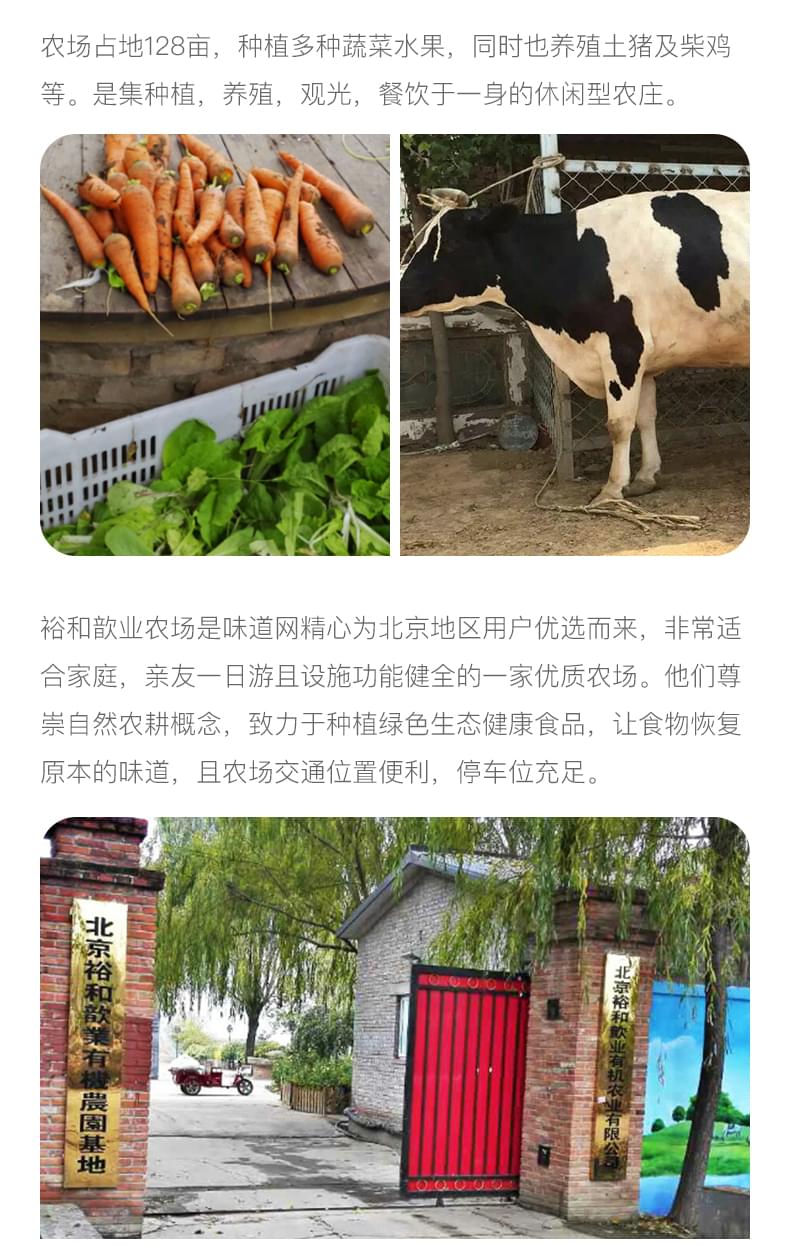 农场占地128亩，种植多种蔬菜水果，同时也养殖土猪及柴鸡
等。是集种植，养殖，观光，餐饮于一身的休闲型农庄。
裕和歆业农场是味道网精心为北京地区用户优选而来，非常适
合家庭，亲友一日游且设施功能健全的一家优质农场。他们尊
崇自然农耕概念，致力于种植绿色生态健康食品，让食物恢复
原本的味道，且农场交通位置便利，停车位充足。
北京裕和歆業有機農園基地
北京裕和歆业有机农业有限公司